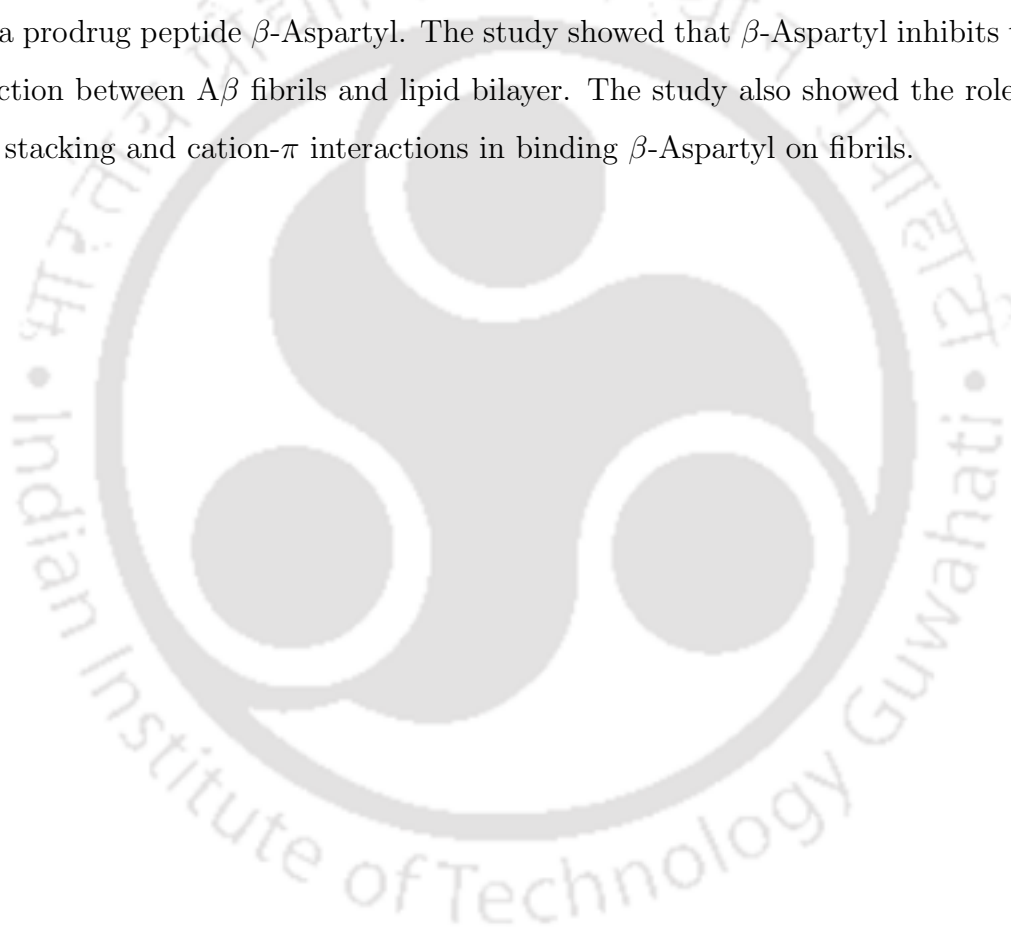 a prodrug peptide β-Aspartyl. The study showed that β-Aspartyl inhibits
ction between Aβ fibrils and lipid bilayer. The study also showed the role
stacking and cation-π interactions in binding β-Aspartyl on fibrils.
Indian Institute of Technology Guwahati